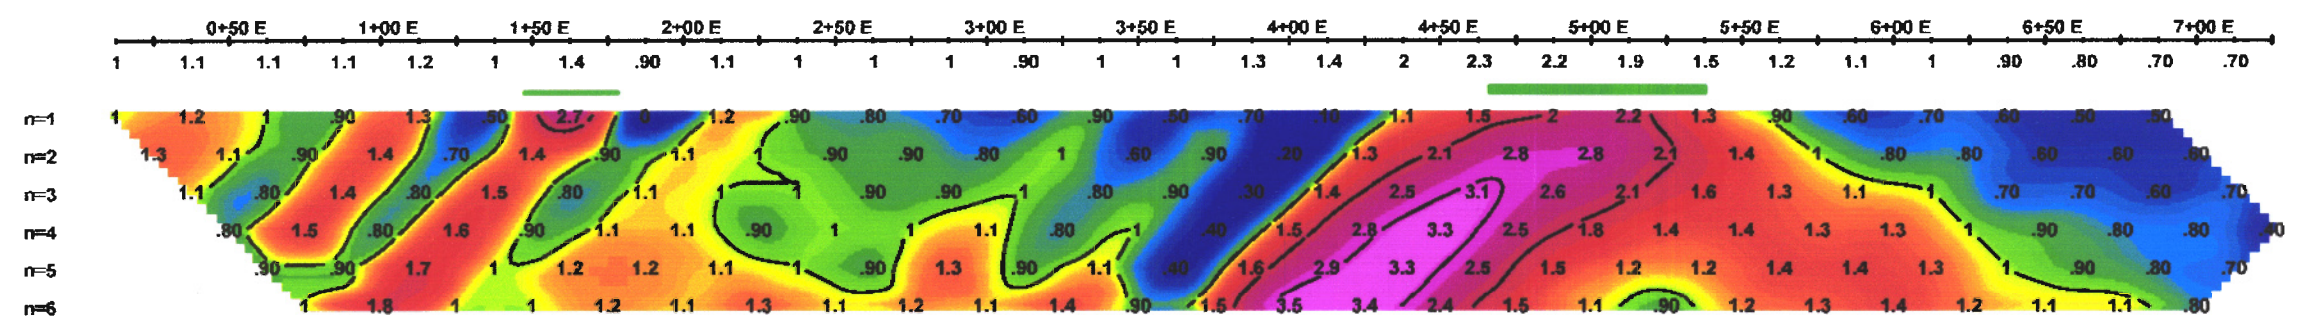 0+50 E 1+00 E 1+50 E 2+00 E 2+50 E 3+00 E 3+50 E 4+00 E 4+50 E 5+00 E 5+50 E 6+00 E 6+50 E 7+00 E
1 1.1 1.1 1.1 1.2 1 1.4 .90 1.1 1 1 1 .90 1 1 1.3 1.4 2 2.3 2.2 1.9 1.5 1.2 1.1 1 .90 .80 .70 .70
n=1 1 1.2 1 .90 1.3 .50 2.7 0 1.2 .90 .80 .70 .60 .90 .50 .70 .10 1.1 1.5 2 2.2 1.3 .90 .60 .70 .60 .50 .50
n=2 1.3 1.1 .90 1.4 .70 1.4 .90 1.1 1 .90 .90 .80 1 .60 .90 .20 1.3 2.1 2.8 2.8 2.1 1.4 1 .80 .80 .60 .60 .60
n=3 1.1 .80 1.4 .80 1.5 .80 1.1 1 1 .90 .90 1 .80 .90 .30 1.4 2.5 3.1 2.6 2.1 1.6 1.3 1.1 1 .70 .70 .60 .70
n=4 .80 1.5 .80 1.6 .90 1.1 1.1 .90 1 1 1.1 .80 1 .40 1.5 2.8 3.3 2.5 1.8 1.4 1.4 1.3 1.3 1 .90 .80 .80 .40
n=5 .90 .90 1.7 1 1.2 1.2 1.1 1 .90 1.3 .90 1.1 .40 1.6 2.9 3.3 2.5 1.5 1.2 1.2 1.4 1.4 1.3 1 .90 .80 .70
n=6 1 1.8 1 1 1.2 1.1 1.3 1.1 1.2 1.1 1.4 .90 1.5 3.5 3.4 2.4 1.5 1.1 .90 1.2 1.3 1.4 1.2 1.1 1.1 .80